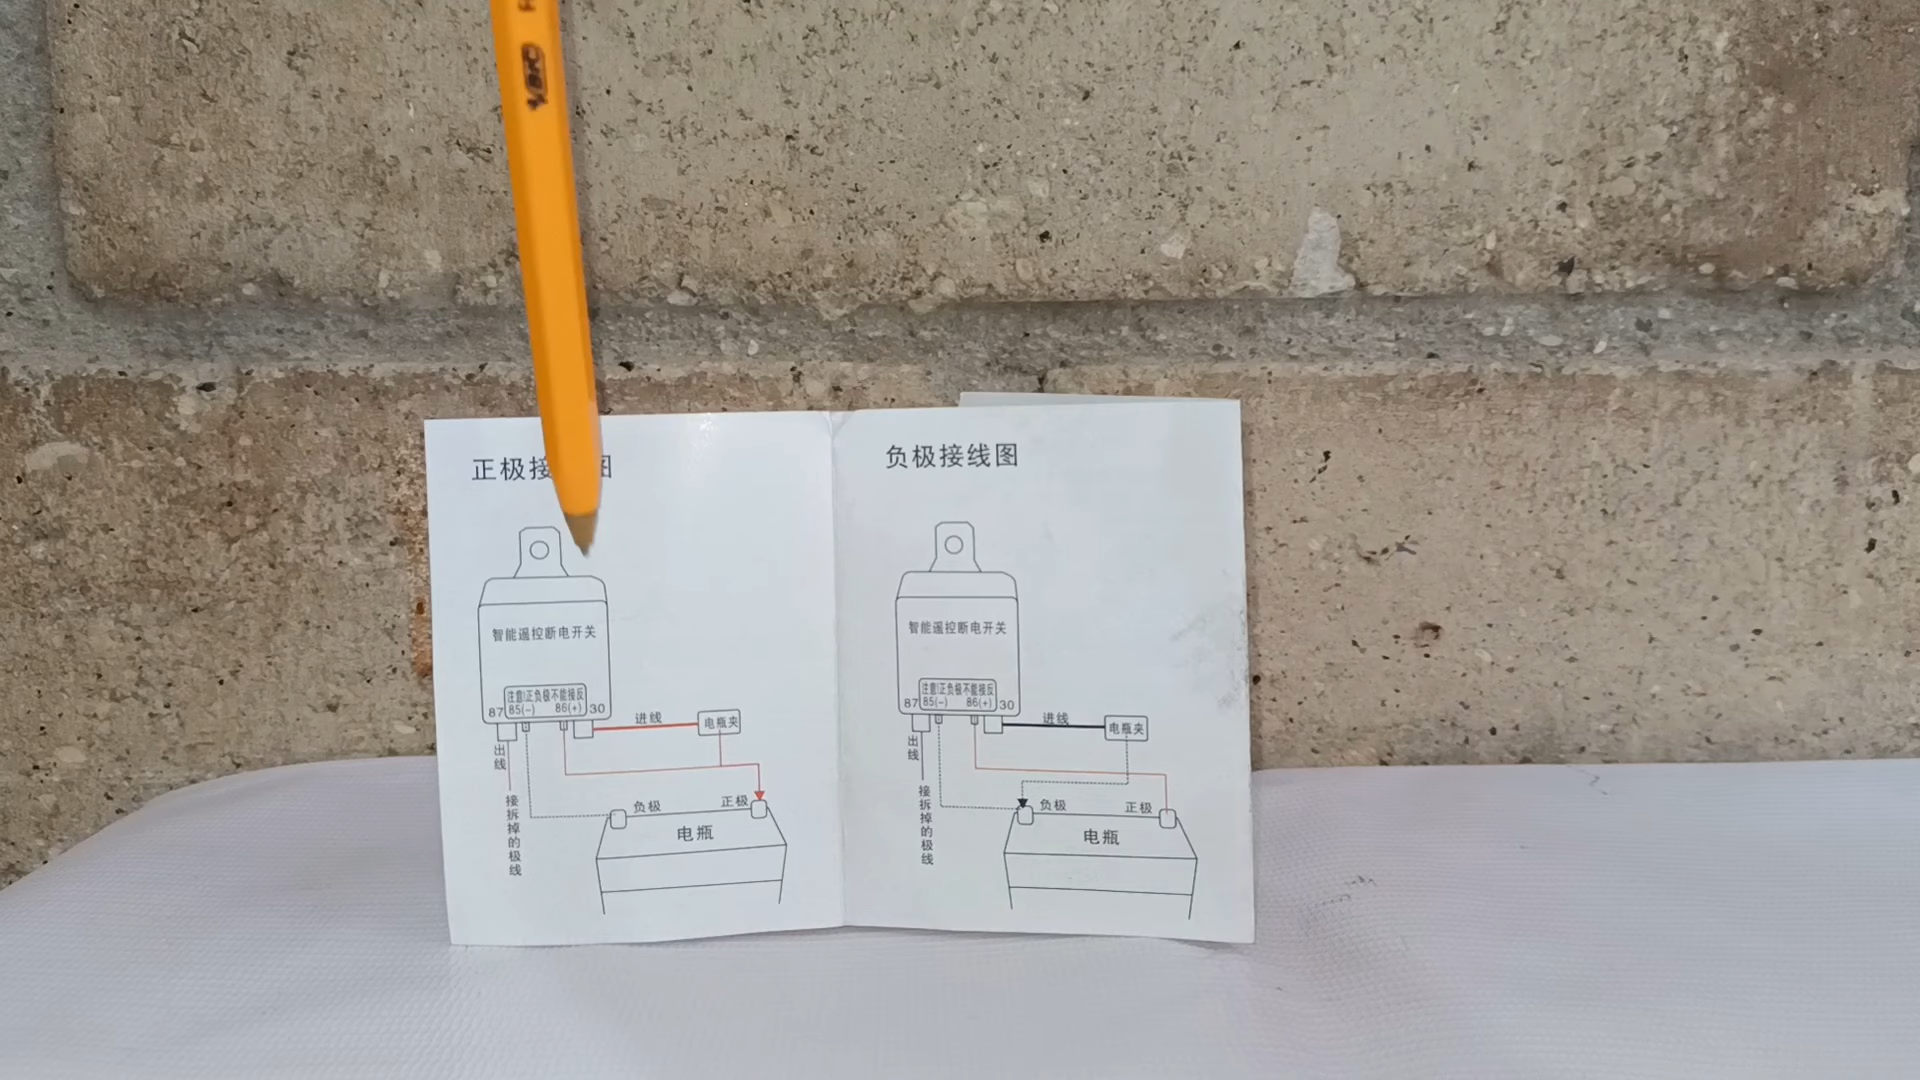 BIC
正极接 图
智能遥控断电开关
注意!正负极不能接反
87 85(-) 86(+) 30
进线
电瓶夹
出线
接拆掉的极线
负极
正极
电瓶
负极接线图
智能遥控断电开关
注意!正负极不能接反
87 85(-) 86(+) 30
进线
电瓶夹
出线
接拆掉的极线
负极
正极
电瓶